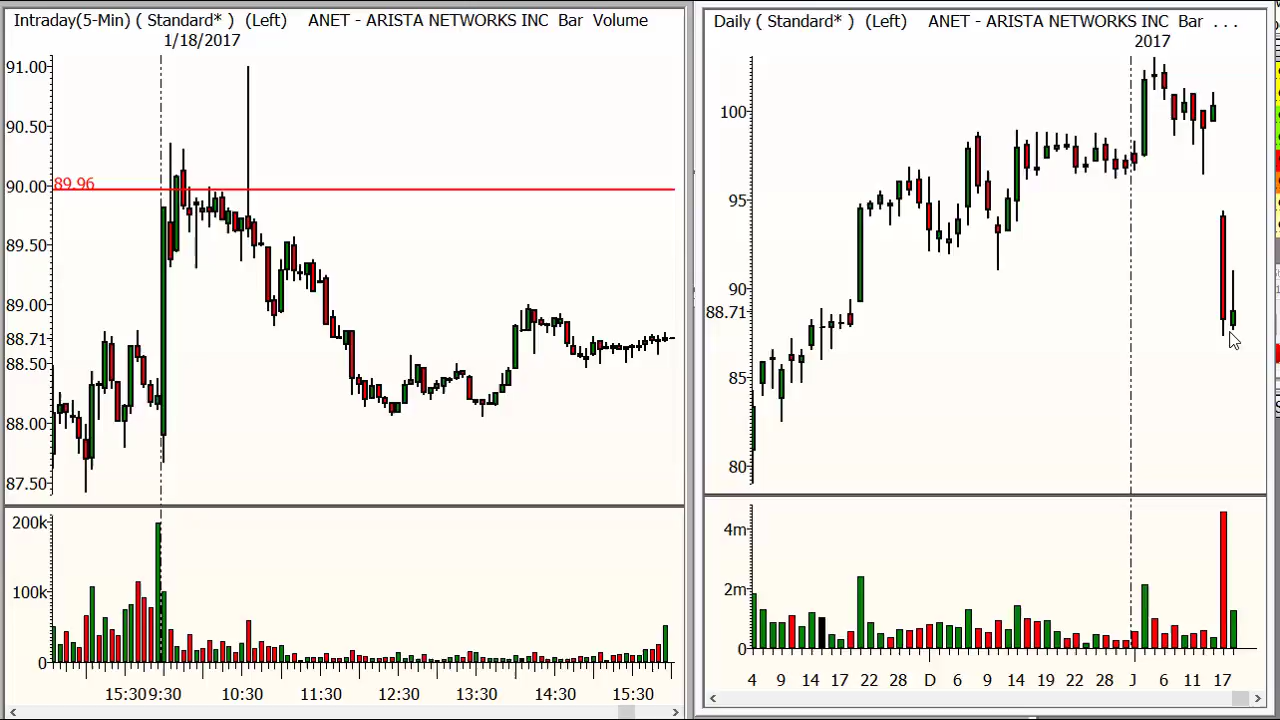 Intraday(5-Min) ( Standard* ) (Left) ANET - ARISTA NETWORKS INC Bar Volume
1/18/2017
91.00
90.50
90.00
89.96
89.50
89.00
88.71
88.50
88.00
87.50
200k
100k
0
15:30 9:30 10:30 11:30 12:30 13:30 14:30 15:30
Daily ( Standard* ) (Left) ANET - ARISTA NETWORKS INC Bar ...
2017
100
95
90
88.71
85
80
4m
2m
0
4 9 14 17 22 28 D 6 9 14 19 22 28 J 6 11 17